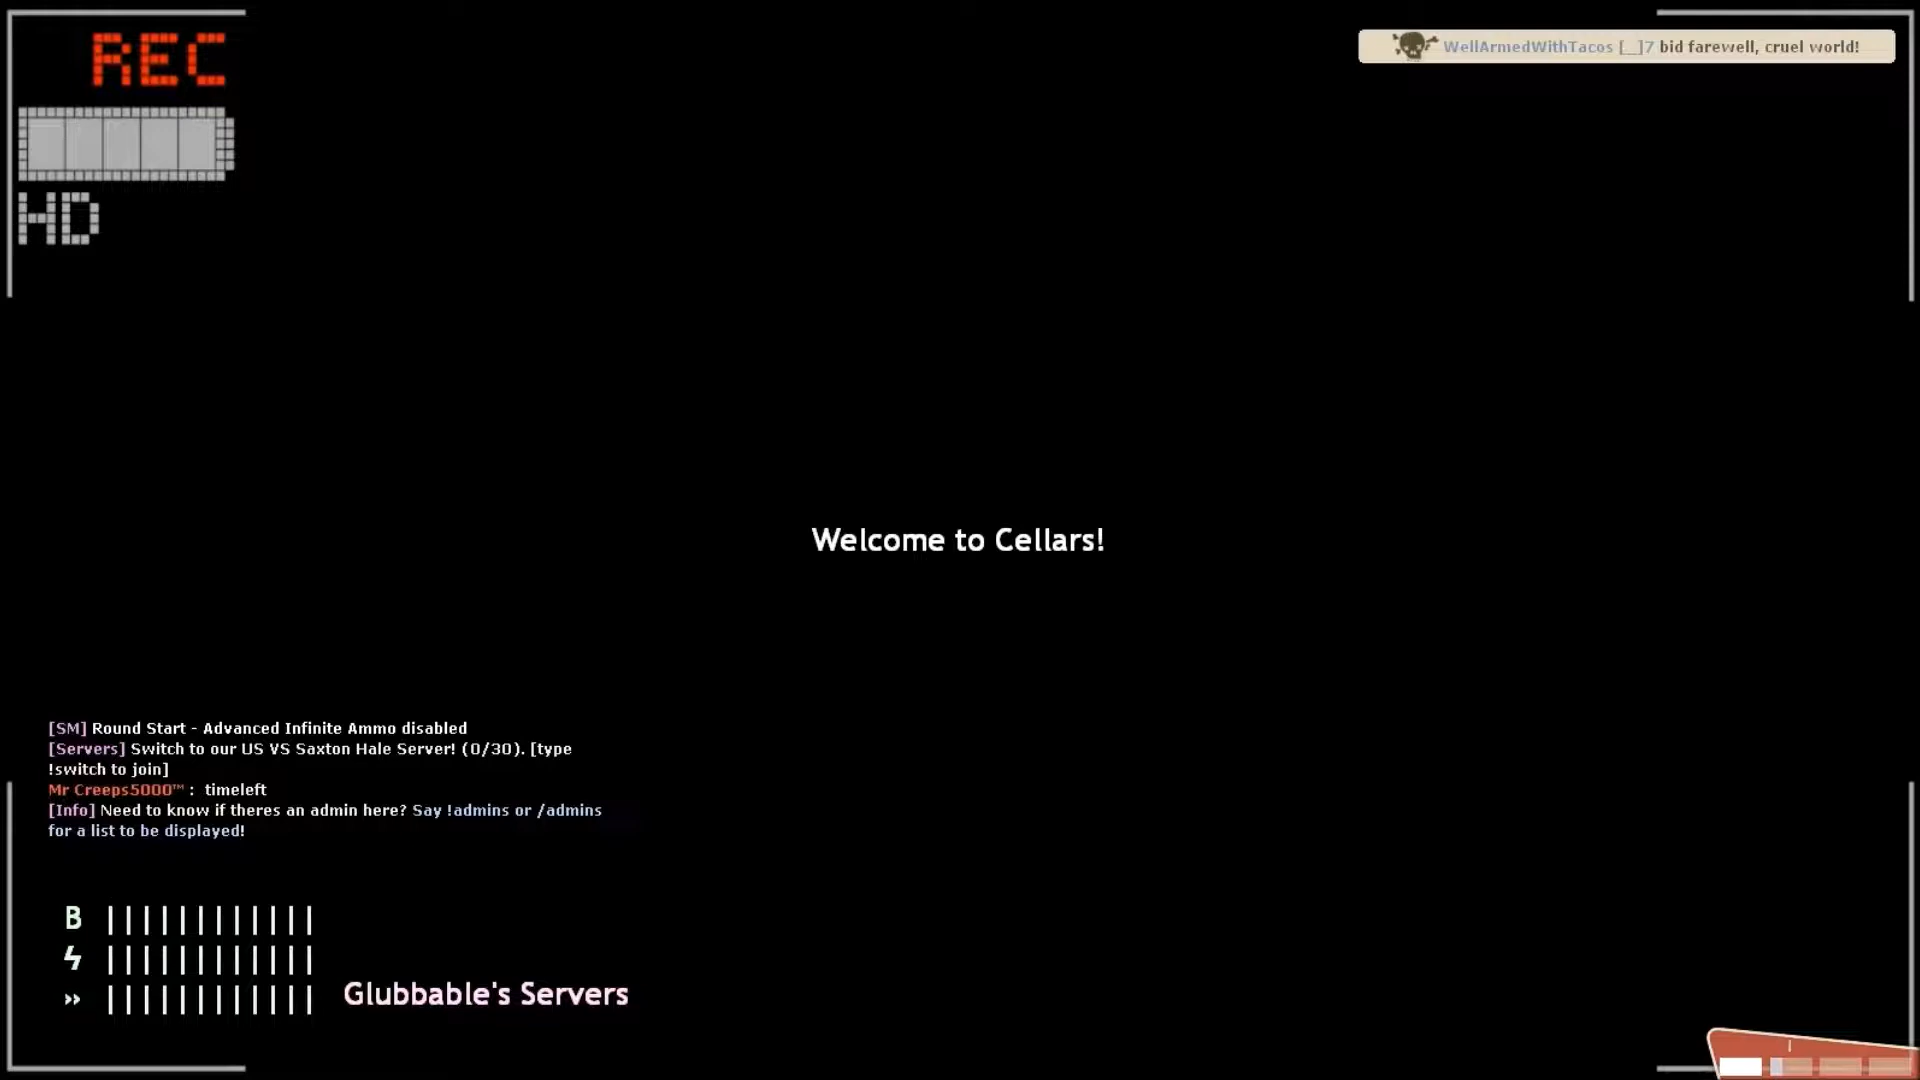 REC
WellArmedWithTacos [__]7 bid farewell, cruel world!
HD
Welcome to Cellars!
[SM] Round Start - Advanced Infinite Ammo disabled
[Servers] Switch to our US VS Saxton Hale Server! (0/30). [type
!switch to join]
Mr Creeps5000™ :  timeleft
[Info] Need to know if theres an admin here? Say !admins or /admins
for a list to be displayed!
B ||||||||||||
ϟ ||||||||||||
» ||||||||||||
Glubbable's Servers